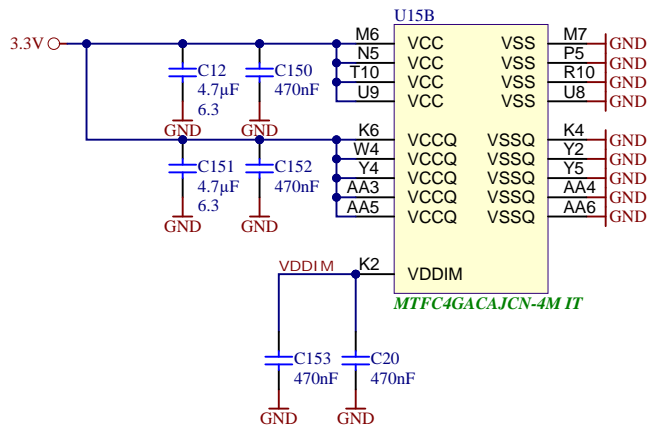 U15B
3.3V
M6 VCC VSS M7 GND
N5 VCC VSS P5 GND
T10 VCC VSS R10 GND
U9 VCC VSS U8 GND
C12
4.7µF
6.3
GND
C150
470nF
GND
K6 VCCQ VSSQ K4 GND
W4 VCCQ VSSQ Y2 GND
Y4 VCCQ VSSQ Y5 GND
AA3 VCCQ VSSQ AA4 GND
AA5 VCCQ VSSQ AA6 GND
C151
4.7µF
6.3
GND
C152
470nF
GND
VDDIM K2 VDDIM
MTFC4GACAJCN-4M IT
C153
470nF
GND
C20
470nF
GND